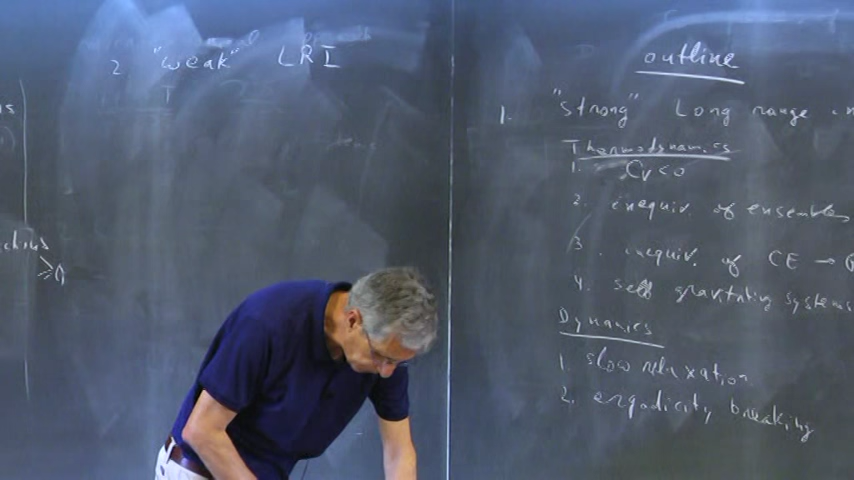 2. "weak" LRI
outline
1. "strong" Long range
Thermodynamics
1. Cv<0
2. inequiv. of ensembles
3. inequiv. of CE →
4. self gravitating systems
Dynamics
1. slow relaxation
2. ergodicity breaking